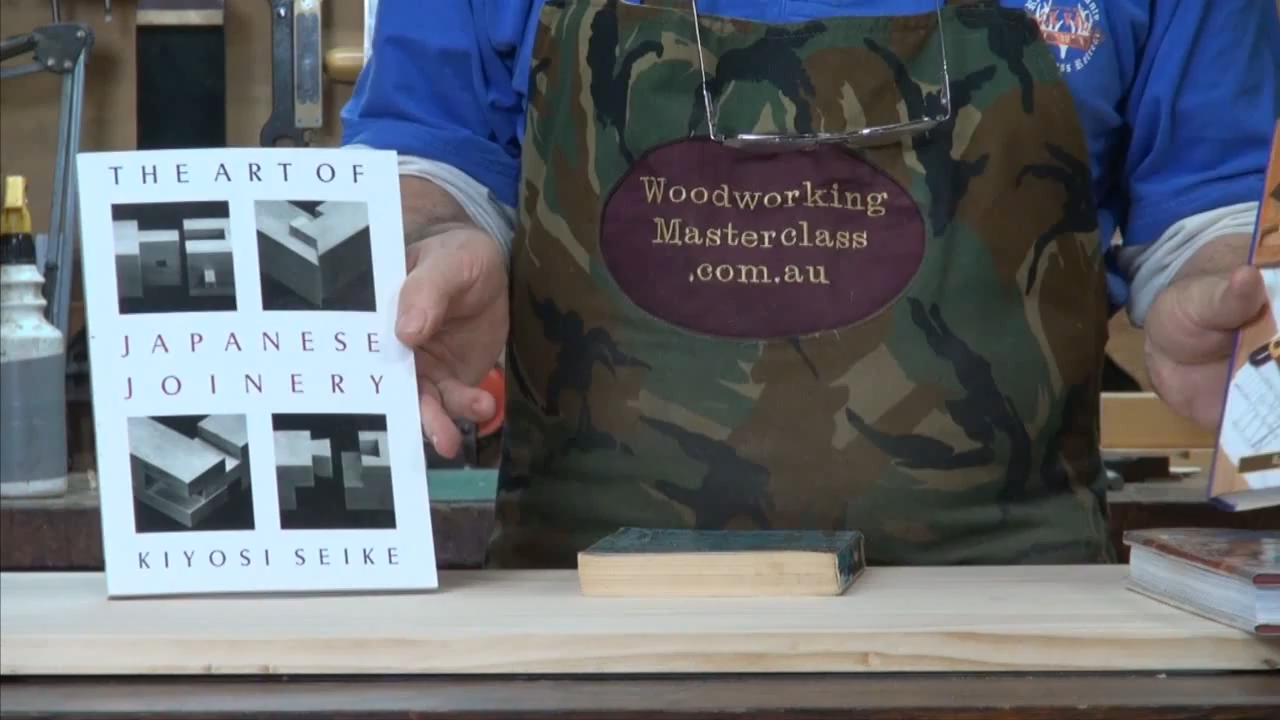 THE ART OF
JAPANESE
JOINERY
KIYOSI SEIKE
Woodworking
Masterclass
.com.au